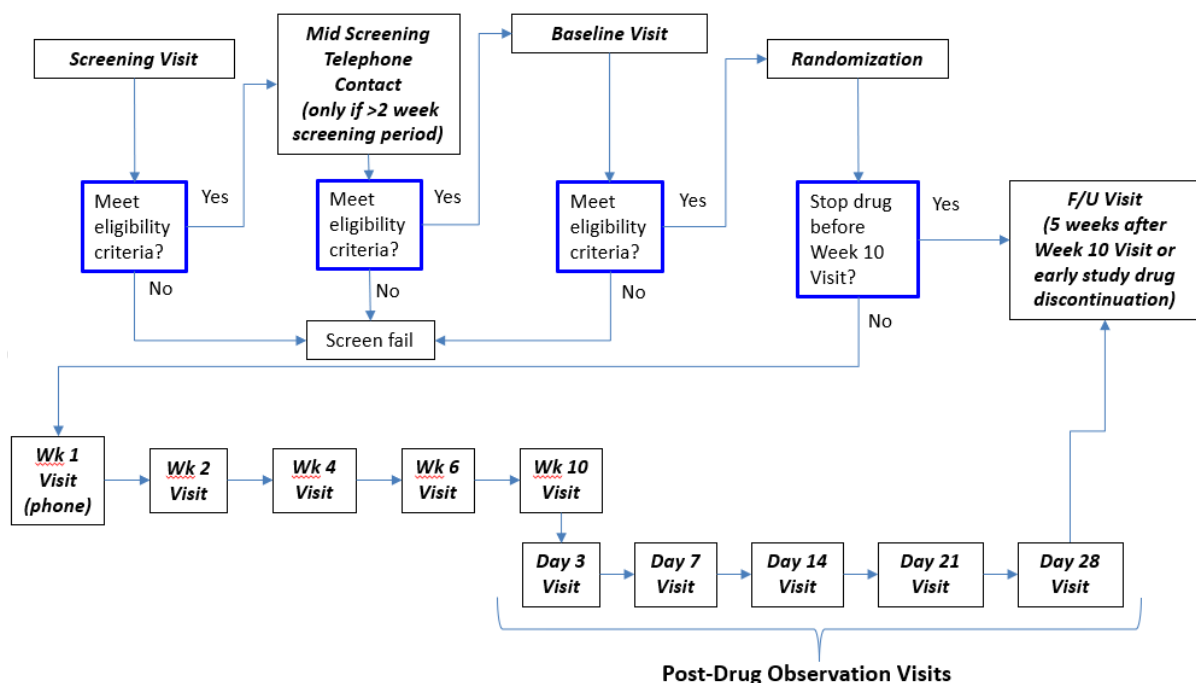 Screening Visit
Mid Screening
Telephone
Contact
(only if >2 week
screening period)
Baseline Visit
Randomization
Meet
eligibility
criteria?
Yes
No
Meet
eligibility
criteria?
Yes
No
Meet
eligibility
criteria?
Yes
No
Stop drug
before
Week 10
Visit?
Yes
No
F/U Visit
(5 weeks after
Week 10 Visit or
early study drug
discontinuation)
Screen fail
Wk 1
Visit
(phone)
Wk 2
Visit
Wk 4
Visit
Wk 6
Visit
Wk 10
Visit
Day 3
Visit
Day 7
Visit
Day 14
Visit
Day 21
Visit
Day 28
Visit
Post-Drug Observation Visits